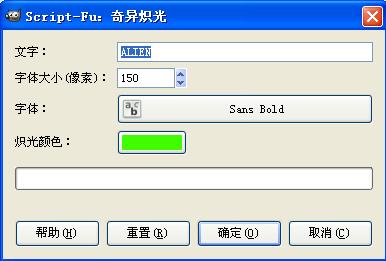 Script-Fu: 奇异炽光
文字：
ALIEN
字体大小(像素)：
150
字体：
abc
Sans Bold
炽光颜色：
帮助(H)
重置(R)
确定(O)
取消(C)